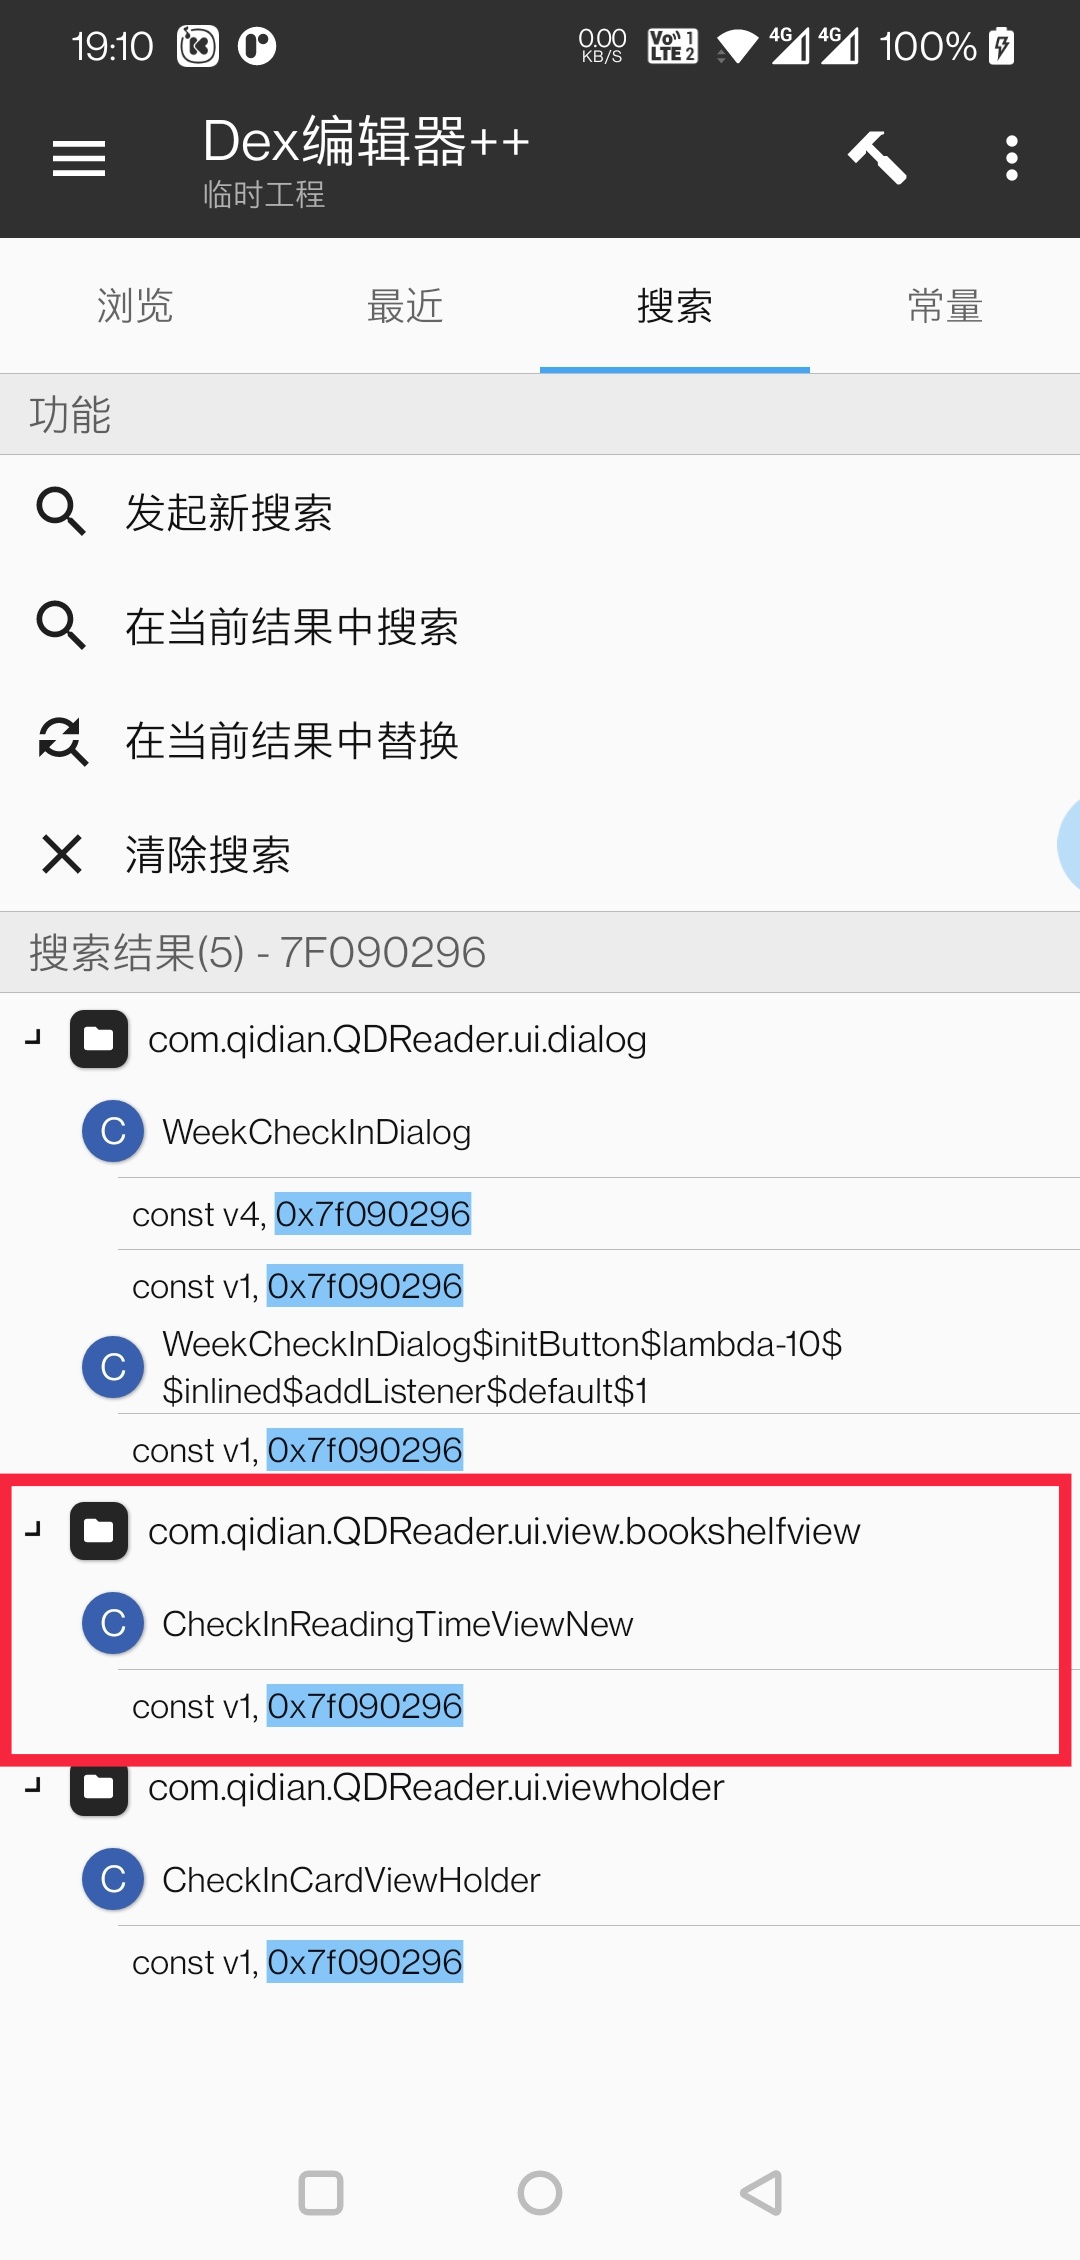 19:10
0.00 KB/S
Vo)) 1
LTE 2
4G
4G
100%
Dex编辑器++
临时工程
浏览
最近
搜索
常量
功能
发起新搜索
在当前结果中搜索
在当前结果中替换
清除搜索
搜索结果(5) - 7F090296
com.qidian.QDReader.ui.dialog
C
WeekCheckInDialog
const v4, 0x7f090296
const v1, 0x7f090296
C
WeekCheckInDialog$initButton$lambda-10$
$inlined$addListener$default$1
const v1, 0x7f090296
com.qidian.QDReader.ui.view.bookshelfview
C
CheckInReadingTimeViewNew
const v1, 0x7f090296
com.qidian.QDReader.ui.viewholder
C
CheckInCardViewHolder
const v1, 0x7f090296